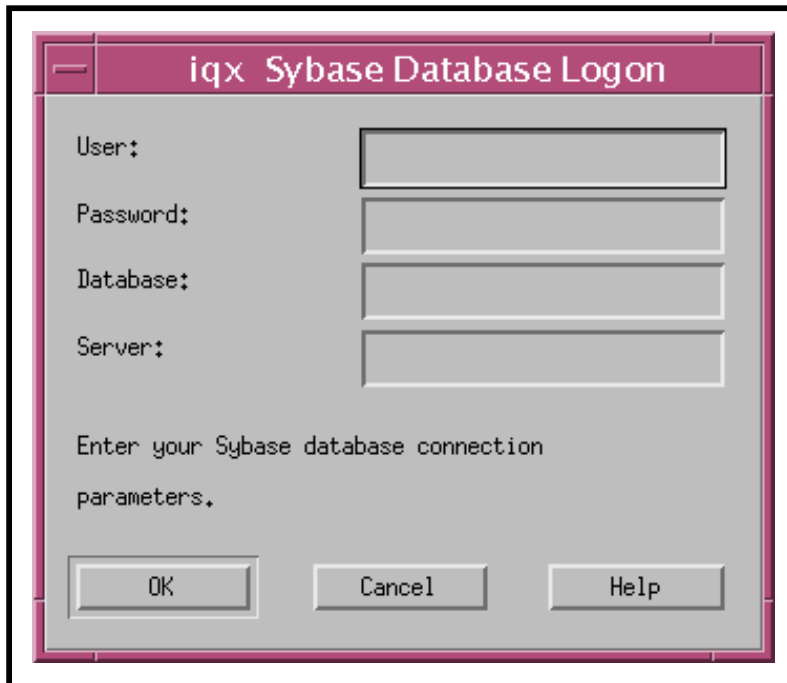 iqx Sybase Database Logon
User:
Password:
Database:
Server:
Enter your Sybase database connection
parameters.
OK Cancel Help